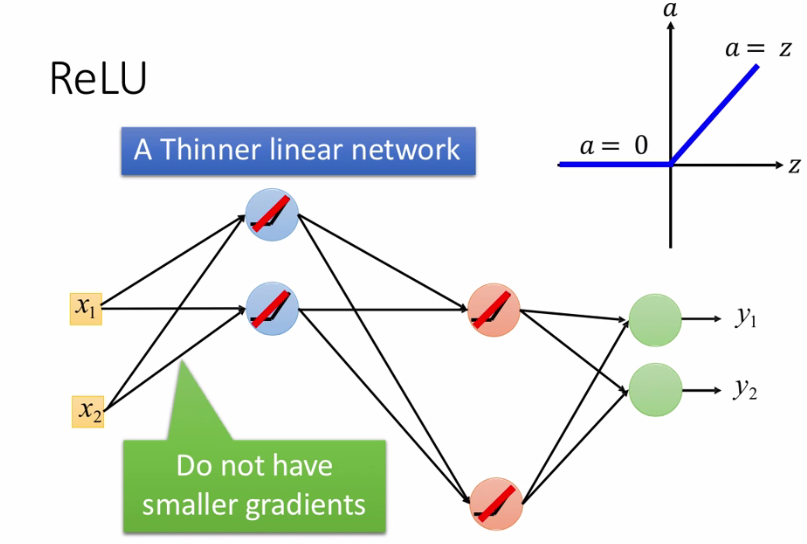 ReLU
a
a = z
a = 0
z
A Thinner linear network
x₁
x₂
y₁
y₂
Do not have
smaller gradients